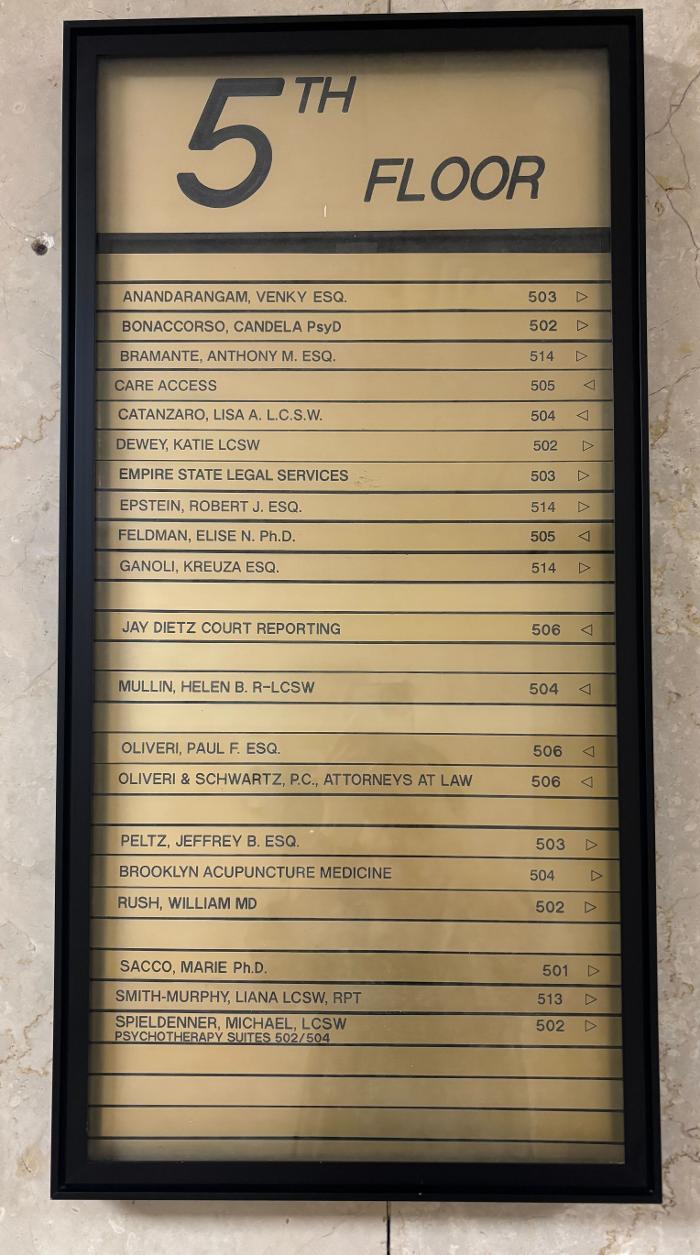 5TH
FLOOR
ANANDARANGAM, VENKY ESQ. 503 ▷
BONACCORSO, CANDELA PsyD 502 ▷
BRAMANTE, ANTHONY M. ESQ. 514 ▷
CARE ACCESS 505 ◁
CATANZARO, LISA A. L.C.S.W. 504 ◁
DEWEY, KATIE LCSW 502 ▷
EMPIRE STATE LEGAL SERVICES 503 ▷
EPSTEIN, ROBERT J. ESQ. 514 ▷
FELDMAN, ELISE N. Ph.D. 505 ◁
GANOLI, KREUZA ESQ. 514 ▷
JAY DIETZ COURT REPORTING 506 ◁
MULLIN, HELEN B. R-LCSW 504 ◁
OLIVERI, PAUL F. ESQ. 506 ◁
OLIVERI & SCHWARTZ, P.C., ATTORNEYS AT LAW 506 ◁
PELTZ, JEFFREY B. ESQ. 503 ▷
BROOKLYN ACUPUNCTURE MEDICINE 504 ▷
RUSH, WILLIAM MD 502 ▷
SACCO, MARIE Ph.D. 501 ▷
SMITH-MURPHY, LIANA LCSW, RPT 513 ▷
SPIELDENNER, MICHAEL, LCSW 502 ▷
PSYCHOTHERAPY SUITES 502/504